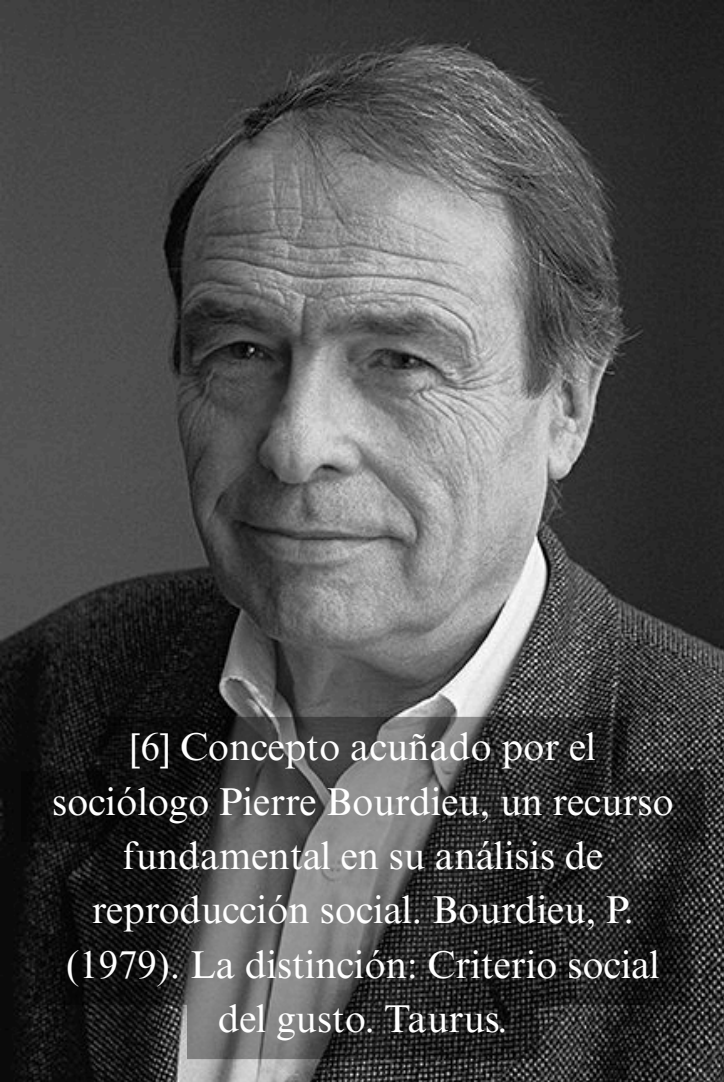 [6] Concepto acuñado por el
sociólogo Pierre Bourdieu, un recurso
fundamental en su análisis de
reproducción social. Bourdieu, P.
(1979). La distinción: Criterio social
del gusto. Taurus.